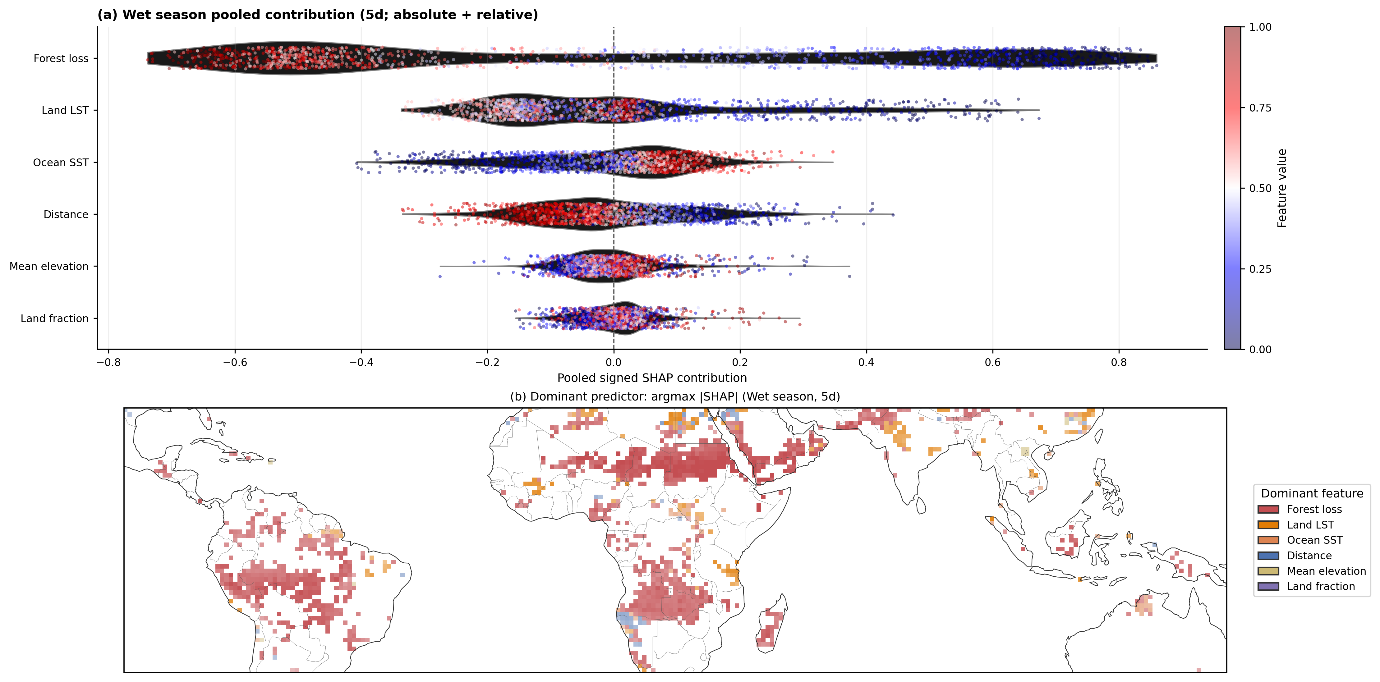 (a) Wet season pooled contribution (5d; absolute + relative)
Forest loss
Land LST
Ocean SST
Distance
Mean elevation
Land fraction
−0.8 −0.6 −0.4 −0.2 0.0 0.2 0.4 0.6 0.8
Pooled signed SHAP contribution
1.00
0.75
0.50
0.25
0.00
Feature value
(b) Dominant predictor: argmax |SHAP| (Wet season, 5d)
Dominant feature
Forest loss
Land LST
Ocean SST
Distance
Mean elevation
Land fraction